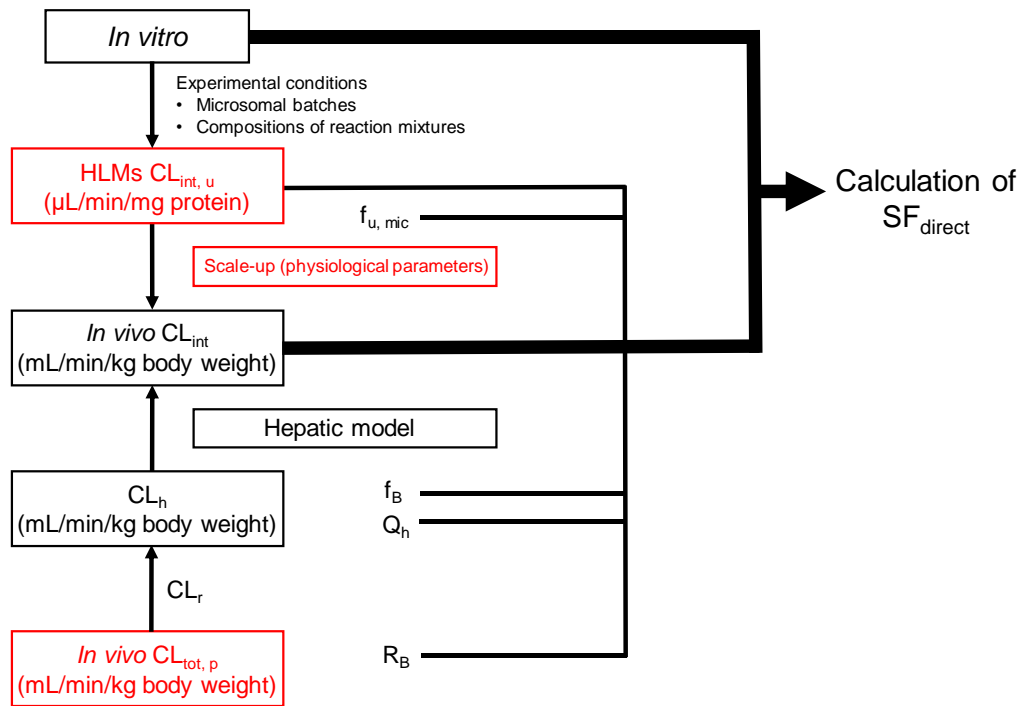 In vitro
Experimental conditions
• Microsomal batches
• Compositions of reaction mixtures
HLMs CLint, u
(µL/min/mg protein)
fu, mic
Calculation of
SFdirect
Scale-up (physiological parameters)
In vivo CLint
(mL/min/kg body weight)
Hepatic model
CLh
(mL/min/kg body weight)
fB
Qh
CLr
In vivo CLtot, p
(mL/min/kg body weight)
RB